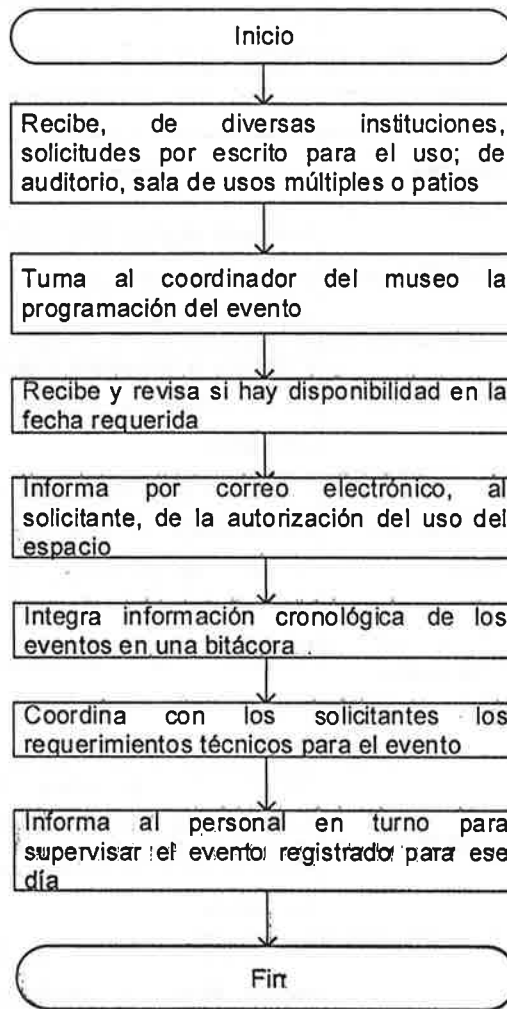 Inicio
Recibe, de diversas instituciones,
solicitudes por escrito para el uso; de
auditorio, sala de usos múltiples o patios
Turna al coordinador del museo la
programación del evento
Recibe y revisa si hay disponibilidad en la
fecha requerida
Informa por correo electrónico, al
solicitante, de la autorización del uso del
espacio
Integra información cronológica de los
eventos en una bitácora
Coordina con los solicitantes los
requerimientos técnicos para el evento
Informa al personal en turno para
supervisar el evento registrado para ese
día
Fin